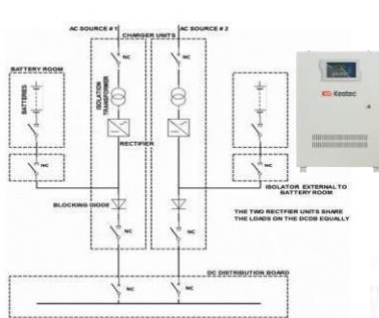 AC SOURCE # 1
AC SOURCE # 2
CHARGER UNITS
NC
NC
BATTERY ROOM
BATTERIES
ISOLATION
TRANSFORMER
Keatec
RECTIFIER
NC
NC
ISOLATOR EXTERNAL TO
BATTERY ROOM
BLOCKING DIODE
THE TWO RECTFIER UNITS SHARE
THE LOADS ON THE DCDB EQUALLY
NC
NC
DC DISTRIBUTION BOARD
NC
NC